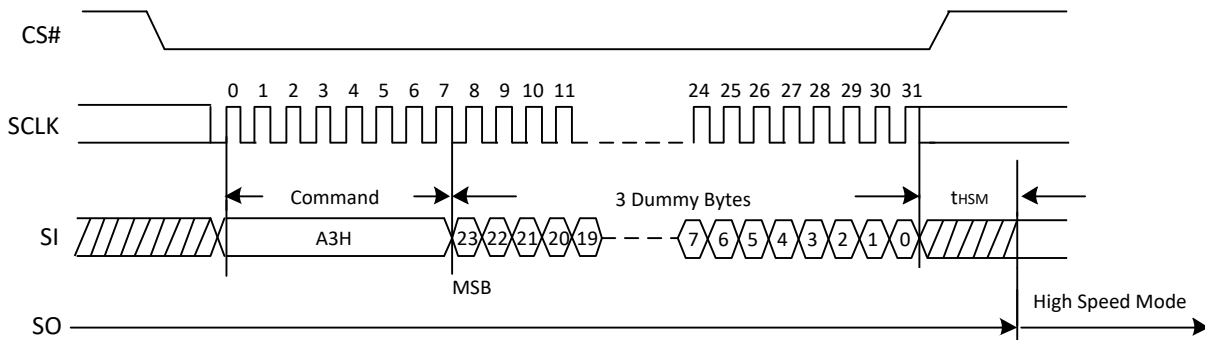 CS#
0 1 2 3 4 5 6 7 8 9 10 11 24 25 26 27 28 29 30 31
SCLK
Command 3 Dummy Bytes tHSM
SI A3H 23 22 21 20 19 7 6 5 4 3 2 1 0
MSB
High Speed Mode
SO